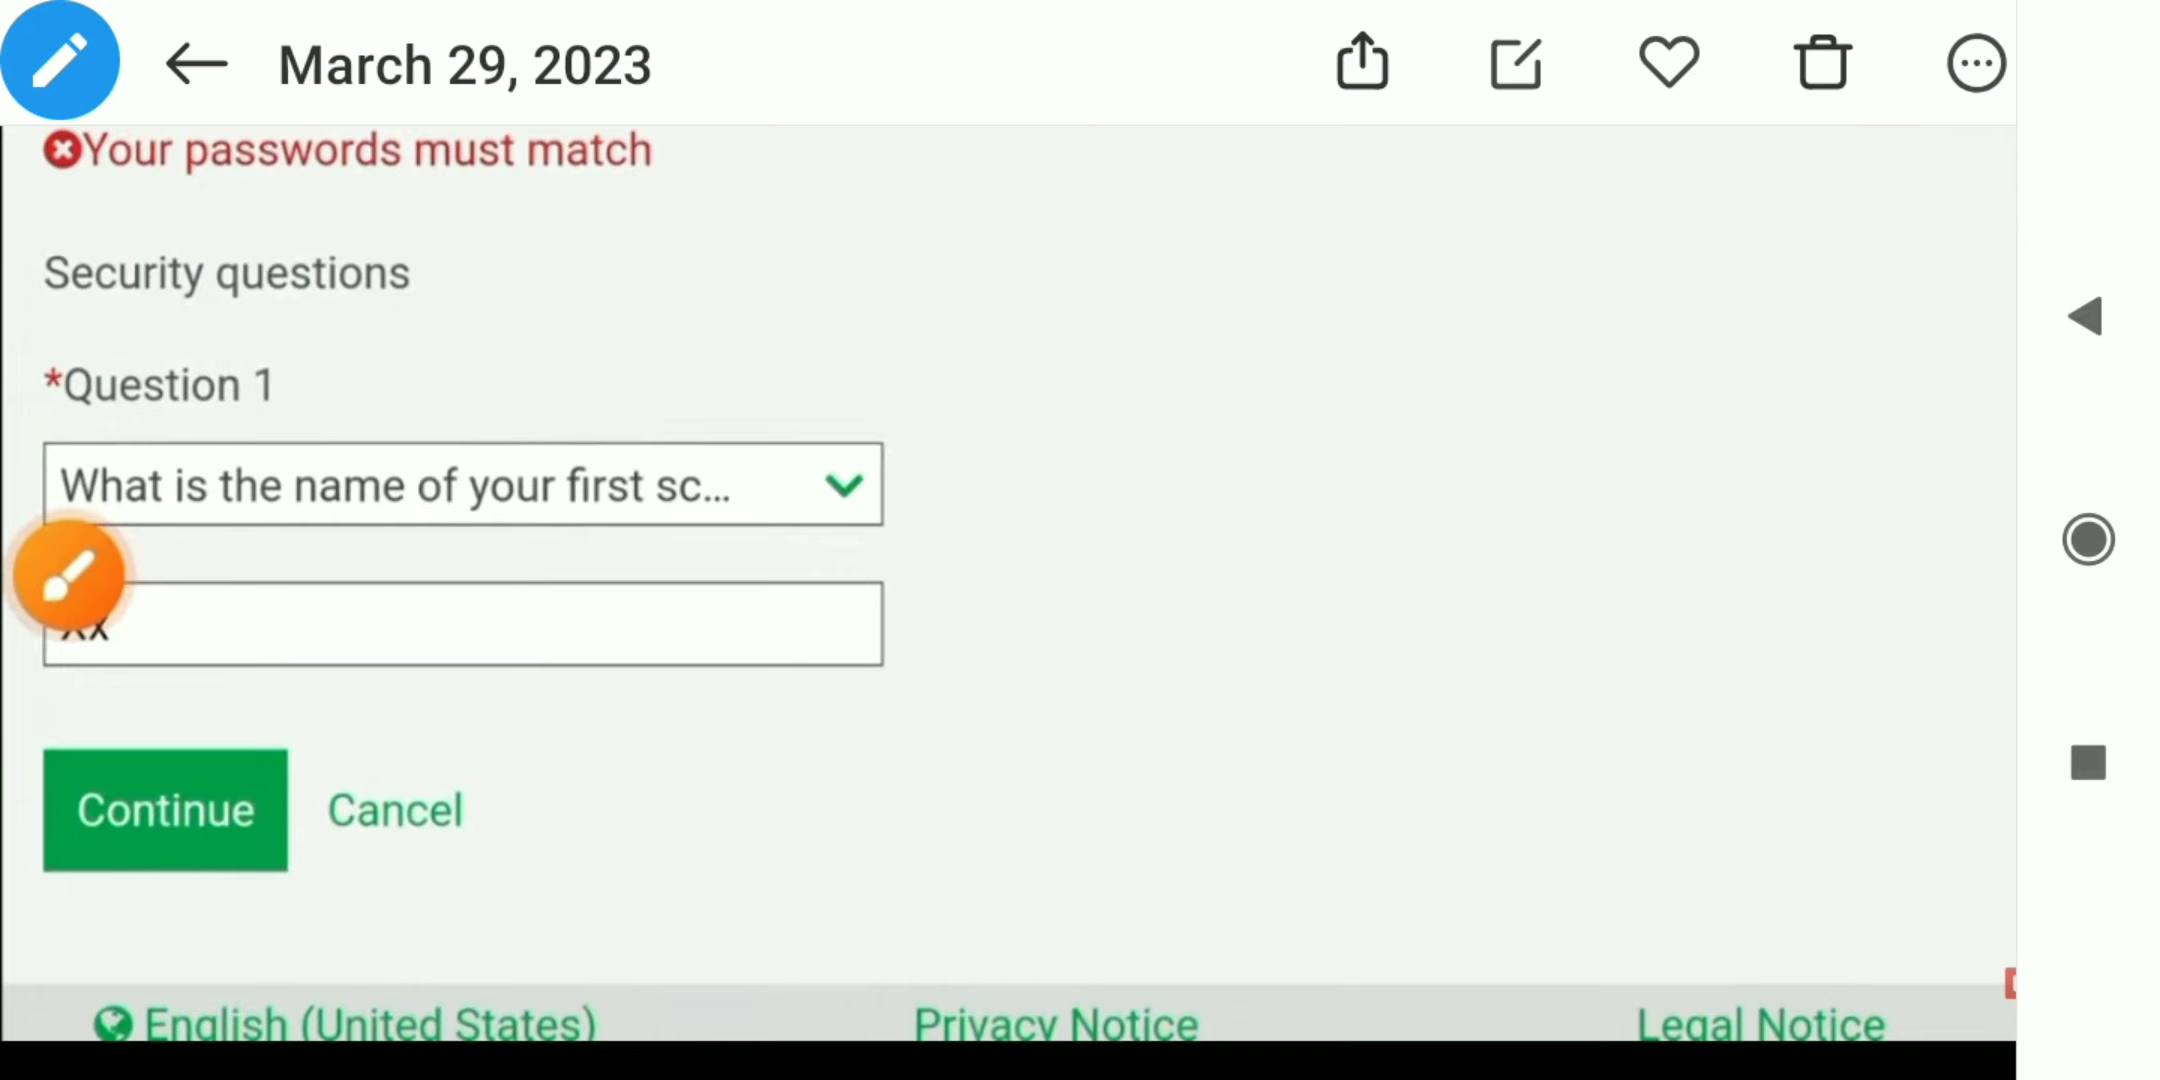 March 29, 2023
Your passwords must match
Security questions
*Question 1
What is the name of your first sc...
Continue
Cancel
English (United States)
Privacy Notice
Legal Notice